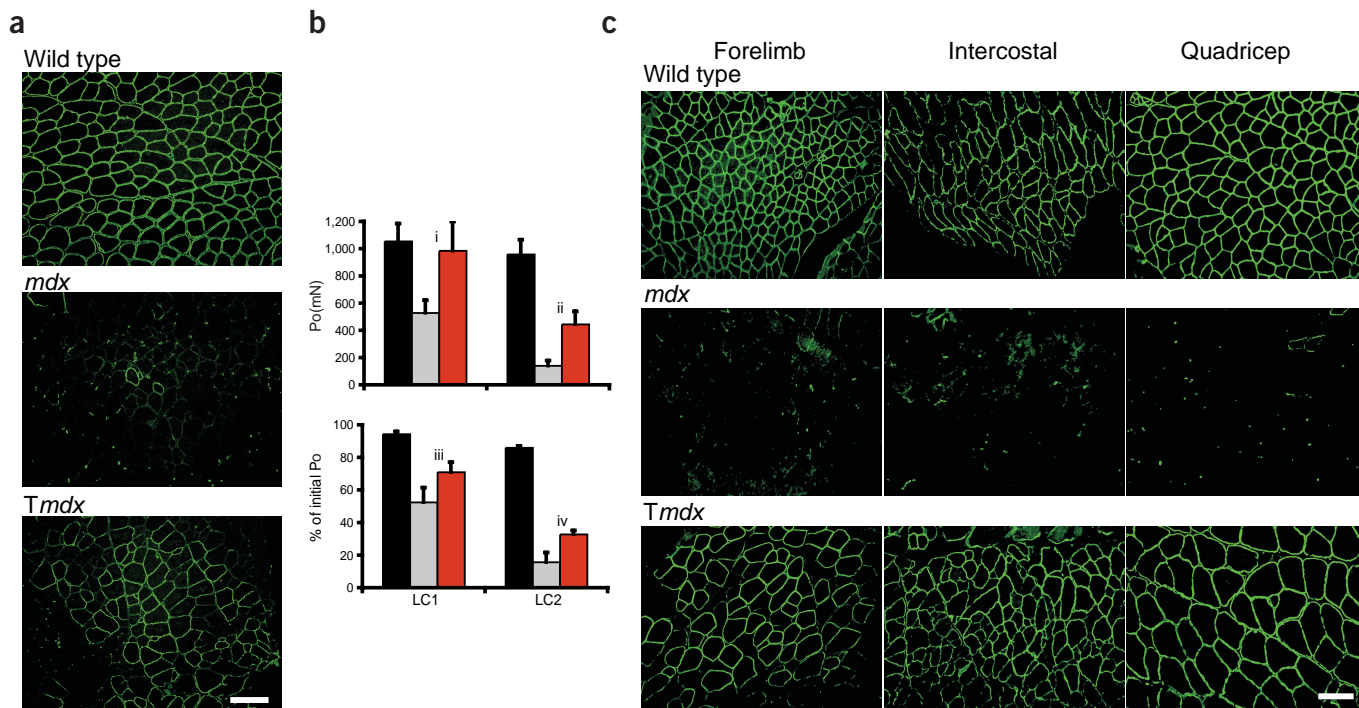 a
Wild type
mdx
Tmdx
b
1,200
1,000
800
600
400
200
0
Po(mN)
i
ii
100
80
60
40
20
0
% of initial Po
iii
iv
LC1
LC2
c
Forelimb
Intercostal
Quadricep
Wild type
mdx
Tmdx